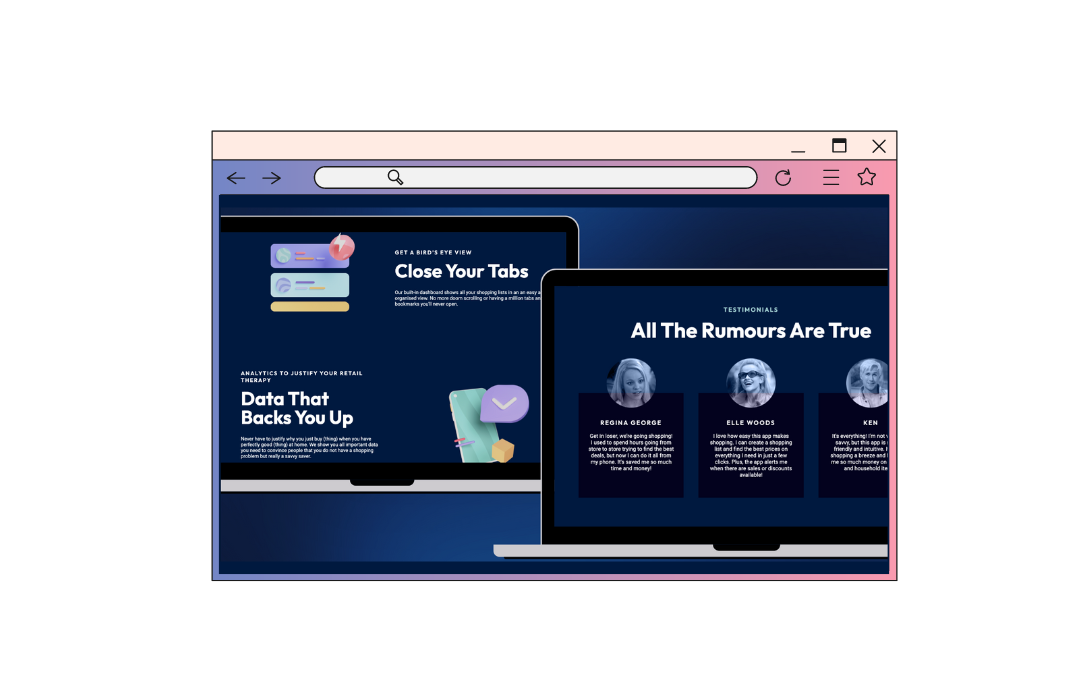 GET A BIRD'S EYE VIEW
Close Your Tabs
Our built-in dashboard shows all your shopping lists in an an easy a
organised view. No more doom scrolling or having a million tabs an
bookmarks you'll never open.
ANALYTICS TO JUSTIFY YOUR RETAIL
THERAPY
Data That
Backs You Up
Never have to justify why you just buy (thing) when you have
perfectly good (thing) at home. We show you all important data
you need to convince people that you do not have a shopping
problem but really a savvy saver.
TESTIMONIALS
All The Rumours Are True
REGINA GEORGE
Get in loser, we're going shopping!
I used to spend hours going from
store to store trying to find the best
deals, but now I can do it all from
my phone. It's saved me so much
time and money!
ELLE WOODS
I love how easy this app makes
shopping. I can create a shopping
list and find the best prices on
everything I need in just a few
clicks. Plus, the app alerts me
when there are sales or discounts
available!
KEN
It's everything! I'm not
savvy, but this app is
friendly and intuitive.
shopping a breeze and
me so much money on
and household